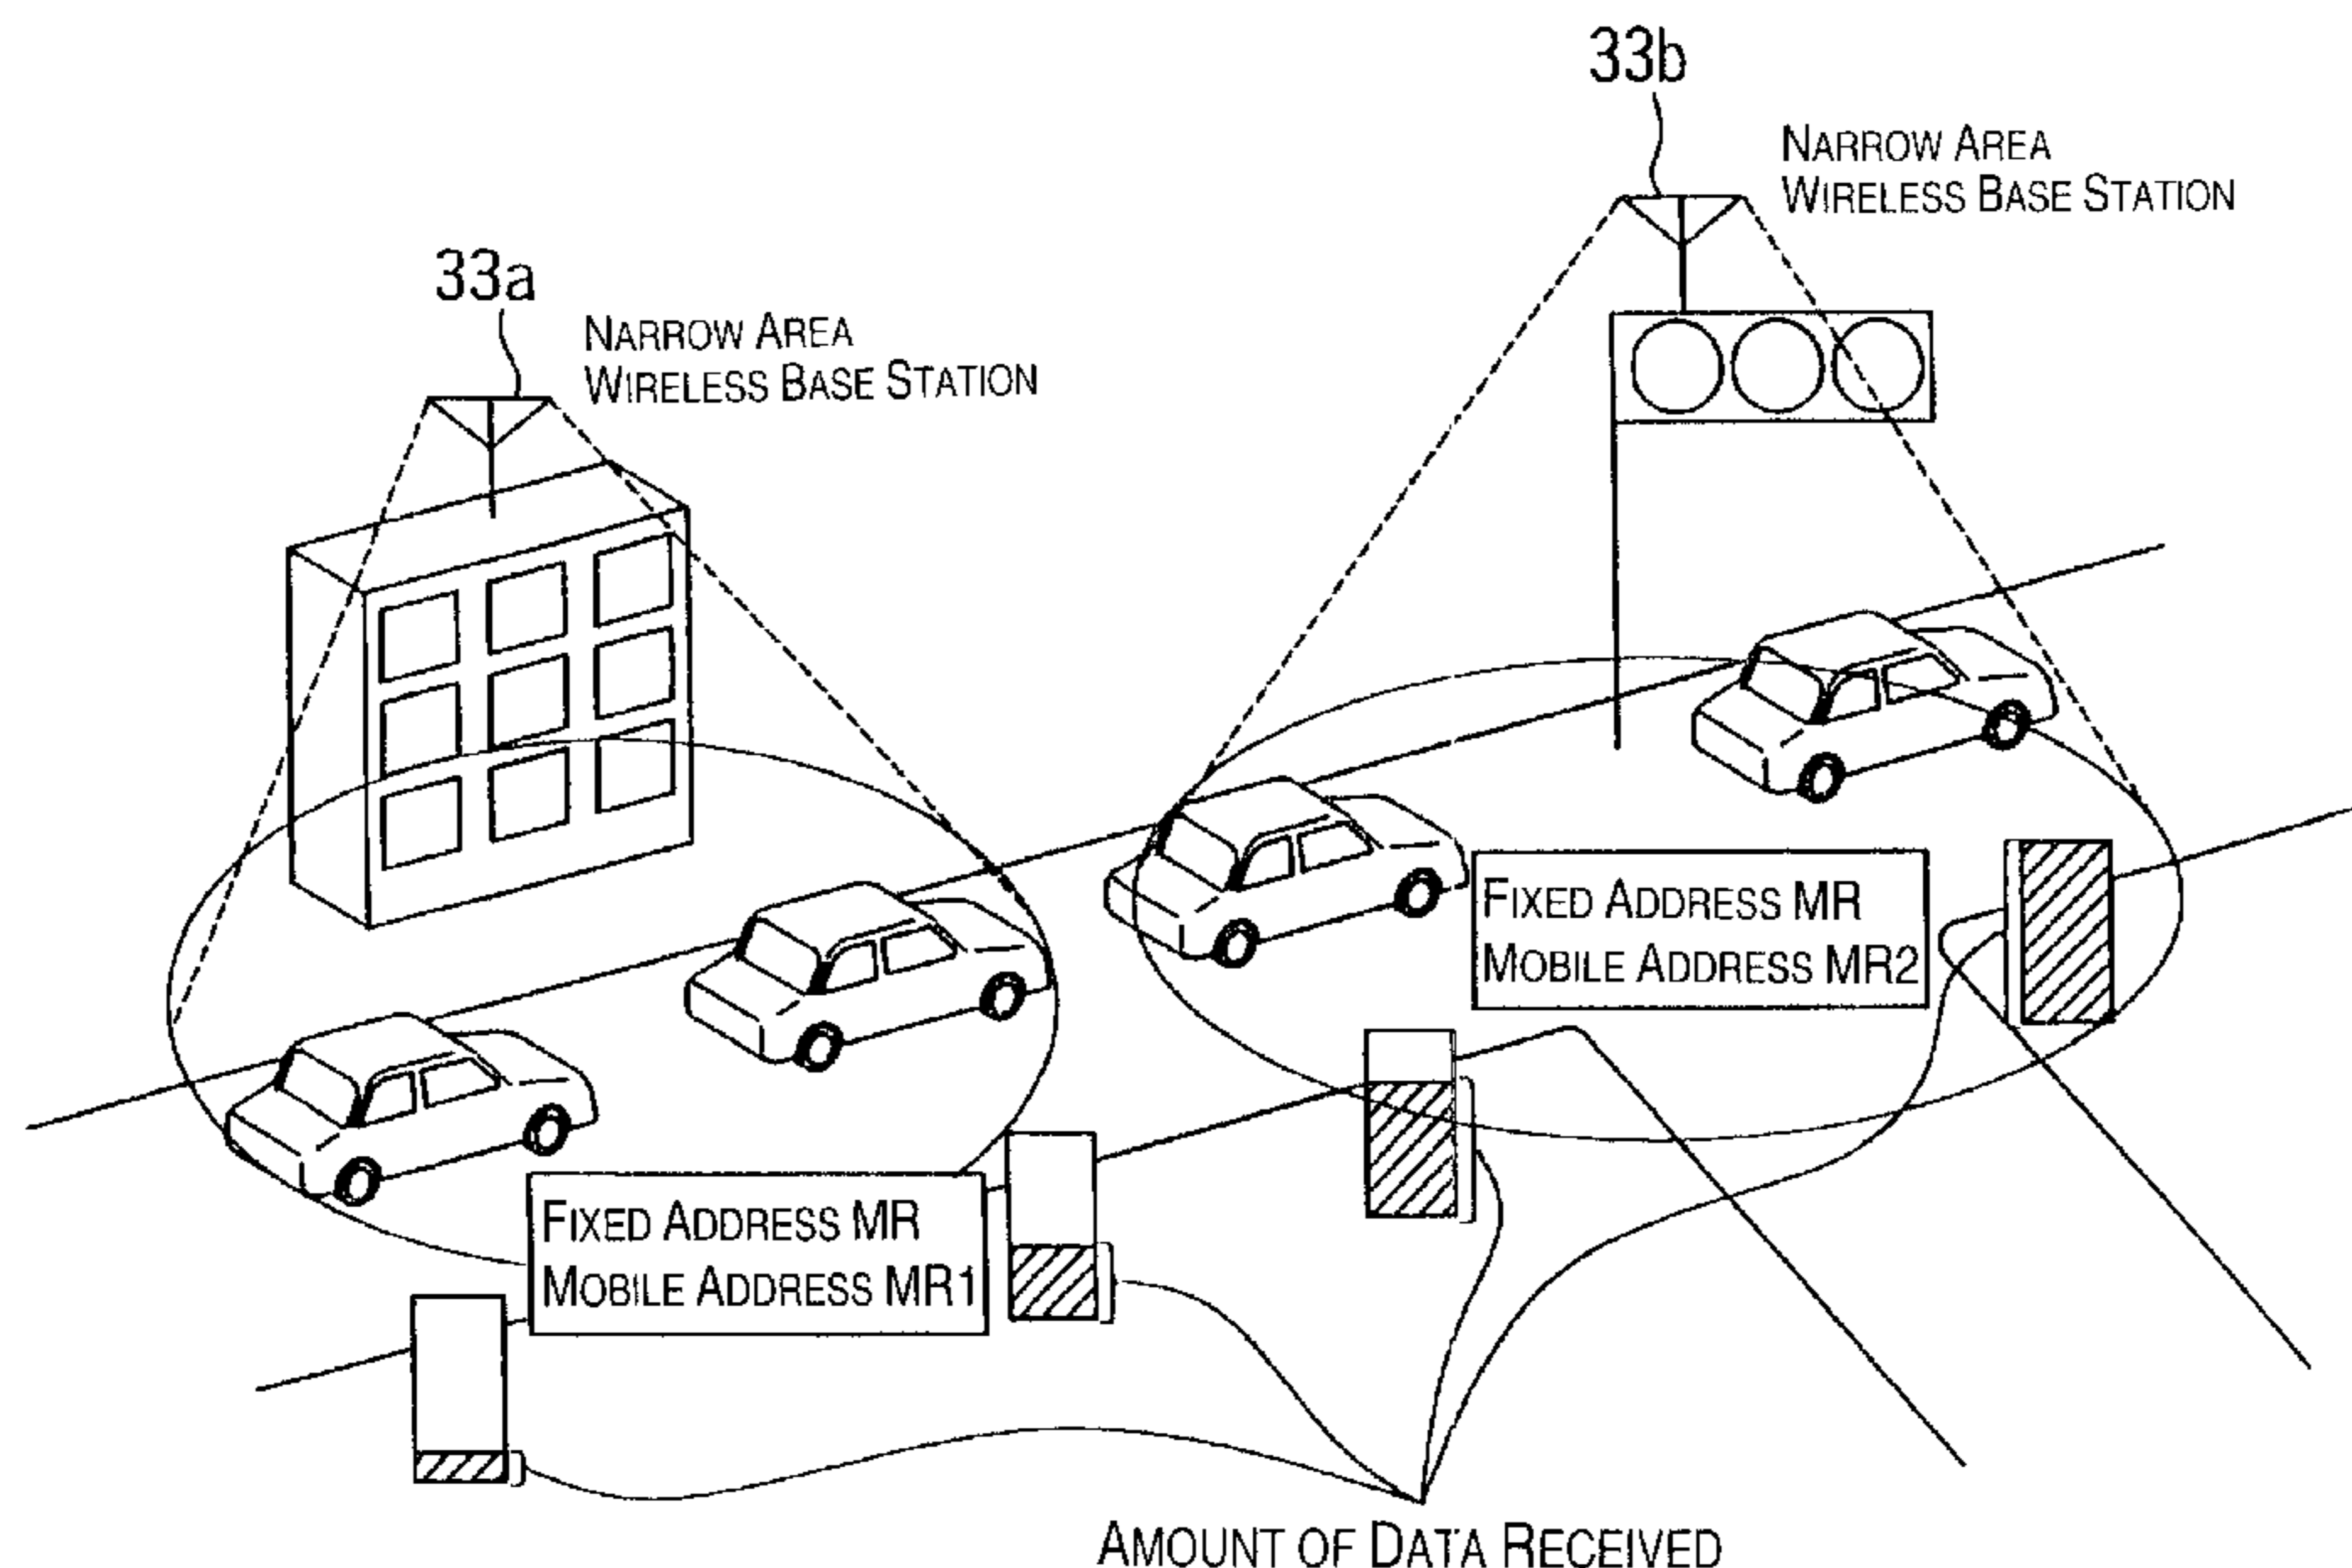 33b
NARROW AREA
WIRELESS BASE STATION
33a
NARROW AREA
WIRELESS BASE STATION
FIXED ADDRESS MR
MOBILE ADDRESS MR2
FIXED ADDRESS MR
MOBILE ADDRESS MR1
AMOUNT OF DATA RECEIVED